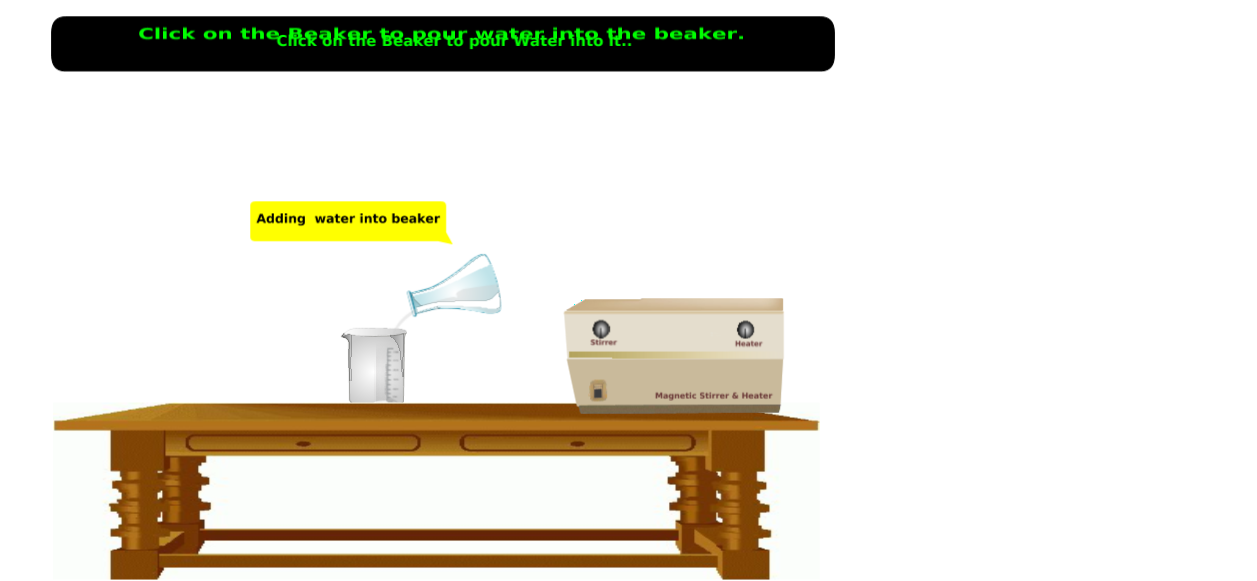 Click on the Beaker to pour water into the beaker.
Click on the Beaker to pour Water into it..
Adding  water into beaker
Stirrer
Heater
Magnetic Stirrer & Heater